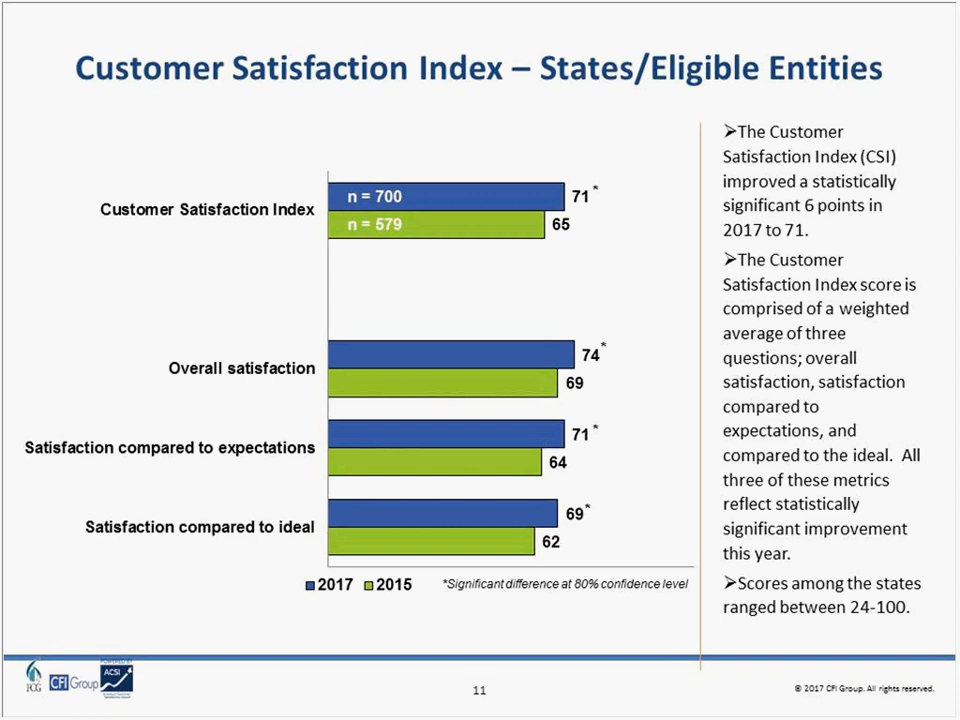 Customer Satisfaction Index – States/Eligible Entities
Customer Satisfaction Index
n = 700
71*
n = 579
65
Overall satisfaction
74*
69
Satisfaction compared to expectations
71*
64
Satisfaction compared to ideal
69*
62
2017 2015
*Significant difference at 80% confidence level
➢The Customer
Satisfaction Index (CSI)
improved a statistically
significant 6 points in
2017 to 71.
➢The Customer
Satisfaction Index score is
comprised of a weighted
average of three
questions; overall
satisfaction, satisfaction
compared to
expectations, and
compared to the ideal.  All
three of these metrics
reflect statistically
significant improvement
this year.
➢Scores among the states
ranged between 24-100.
FCG
CFI Group
POWERED BY
ACSI
11
© 2017 CFI Group. All rights reserved.